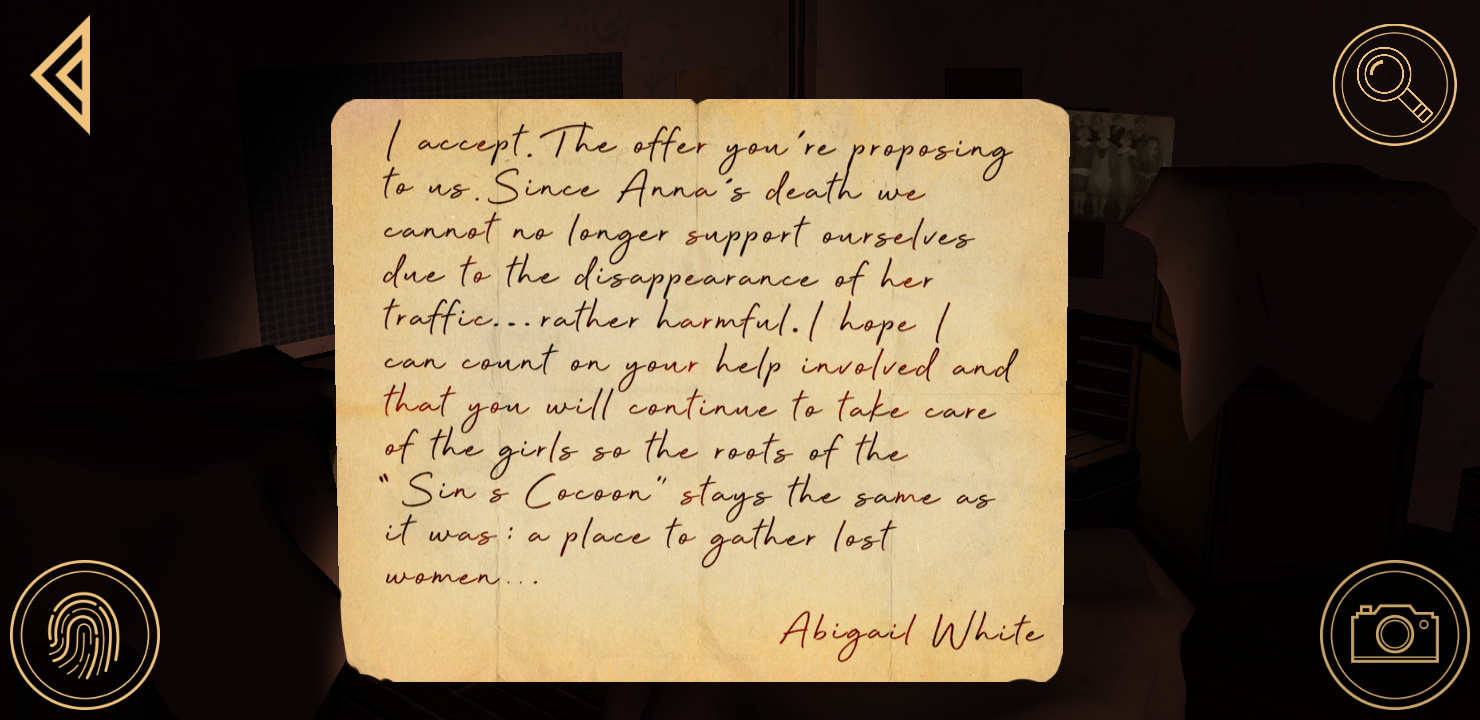 I accept. The offer you're proposing
to us. Since Anna's death we
cannot no longer support ourselves
due to the disappearance of her
traffic...rather harmful. I hope I
can count on your help involved and
that you will continue to take care
of the girls so the roots of the
"Sin s Cocoon" stays the same as
it was: a place to gather lost
women...
Abigail White